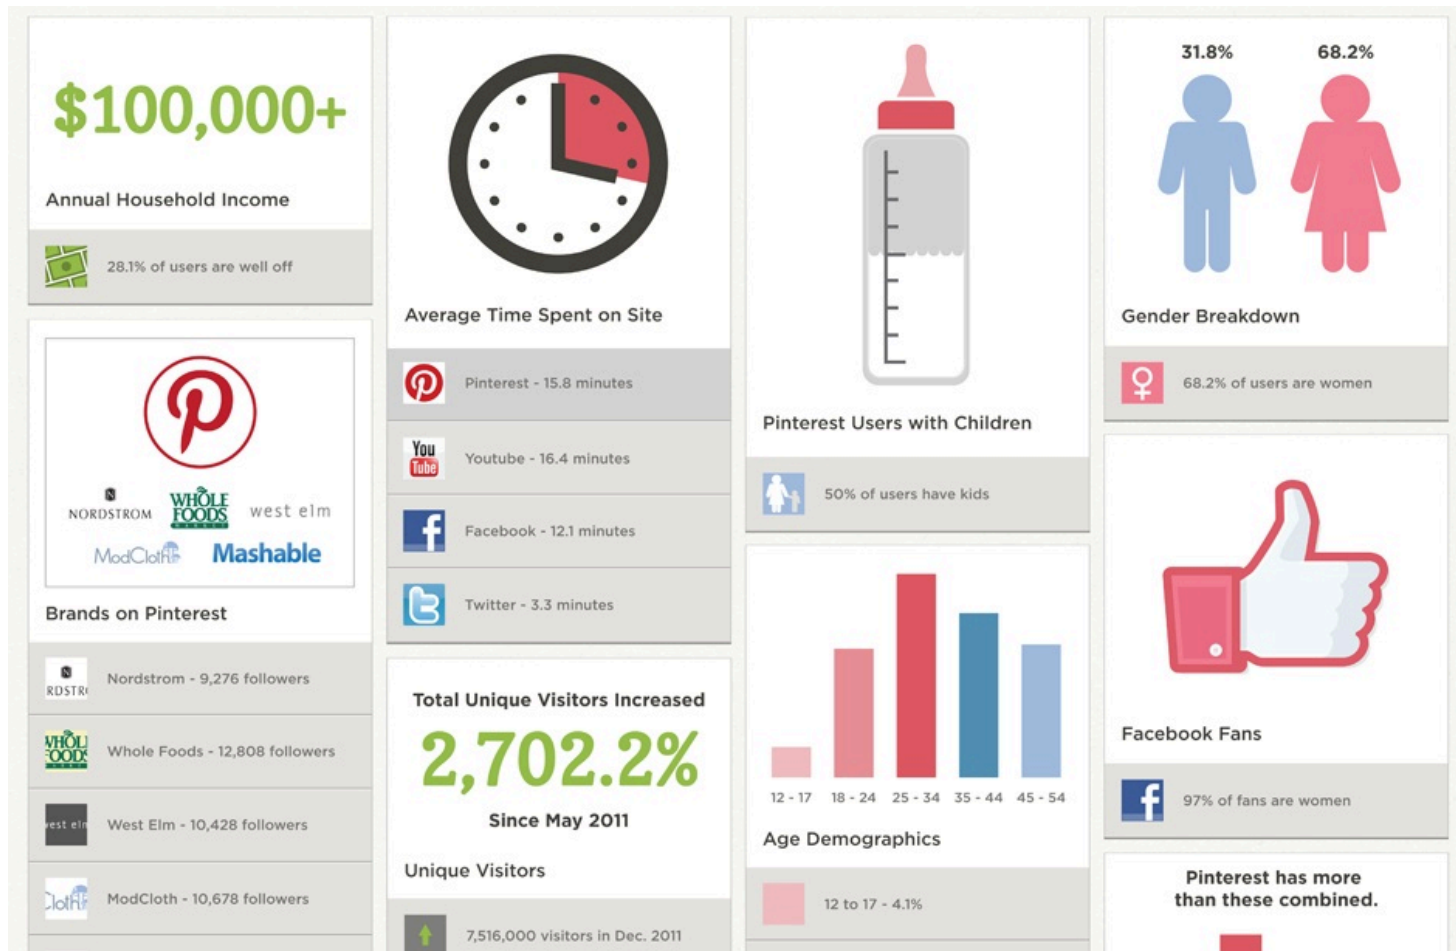 $100,000+
Annual Household Income
28.1% of users are well off
NORDSTROM
WHOLE
FOODS
MARKET
west elm
ModCloth
Mashable
Brands on Pinterest
RDSTR
Nordstrom - 9,276 followers
WHOL
FOODS
Whole Foods - 12,808 followers
est elm
West Elm - 10,428 followers
Cloth
ModCloth - 10,678 followers
Average Time Spent on Site
Pinterest - 15.8 minutes
You
Tube
Youtube - 16.4 minutes
f
Facebook - 12.1 minutes
t
Twitter - 3.3 minutes
Total Unique Visitors Increased
2,702.2%
Since May 2011
Unique Visitors
7,516,000 visitors in Dec. 2011
Pinterest Users with Children
50% of users have kids
12 - 17
18 - 24
25 - 34
35 - 44
45 - 54
Age Demographics
12 to 17 - 4.1%
31.8%
68.2%
Gender Breakdown
68.2% of users are women
Facebook Fans
f
97% of fans are women
Pinterest has more
than these combined.